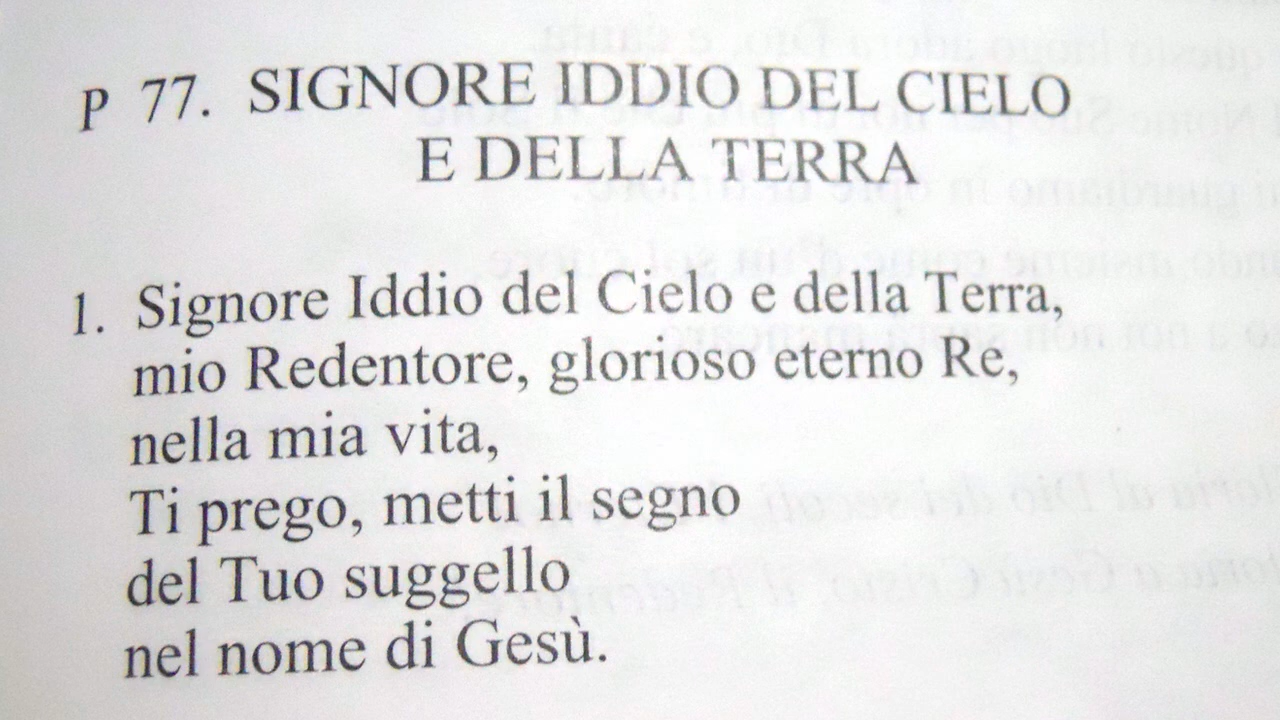 P 77. SIGNORE IDDIO DEL CIELO
E DELLA TERRA
1. Signore Iddio del Cielo e della Terra,
mio Redentore, glorioso eterno Re,
nella mia vita,
Ti prego, metti il segno
del Tuo suggello
nel nome di Gesù.